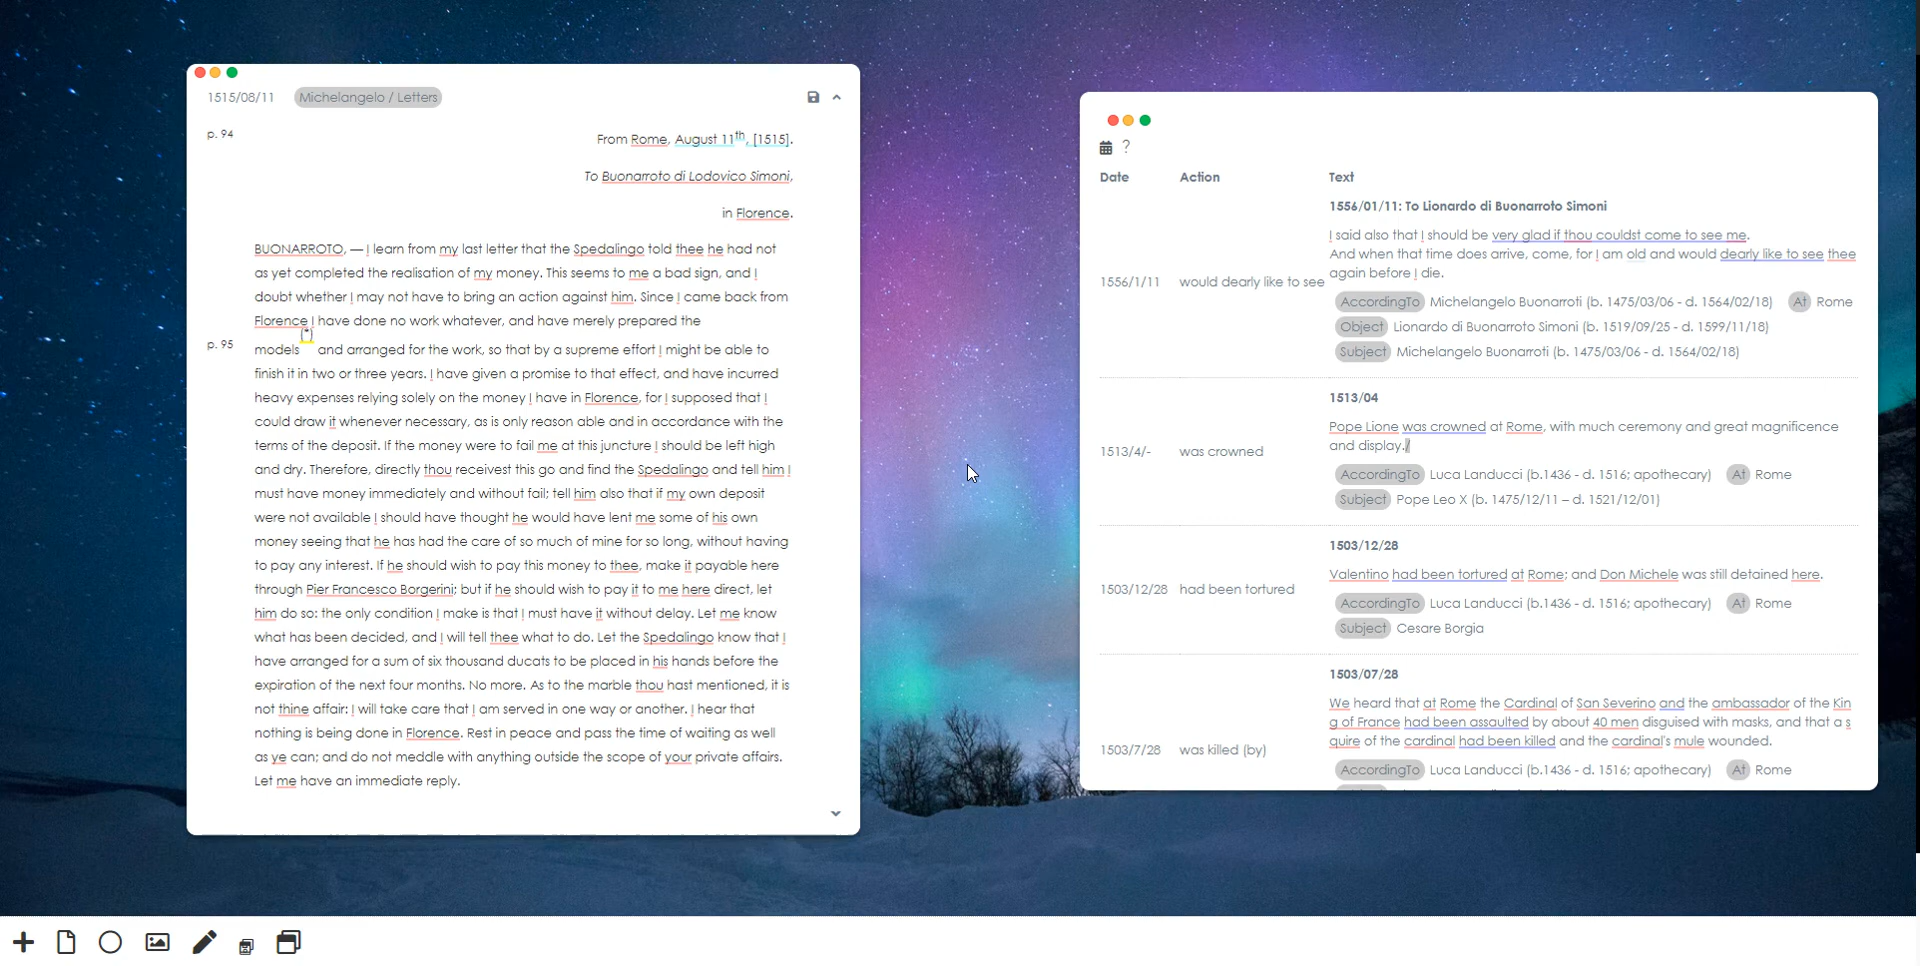 1515/08/11 Michelangelo / Letters
p. 94
From Rome, August 11th, [1515].
To Buonarroto di Lodovico Simoni,
in Florence.
BUONARROTO, — I learn from my last letter that the Spedalingo told thee he had not
as yet completed the realisation of my money. This seems to me a bad sign, and I
doubt whether I may not have to bring an action against him. Since I came back from
Florence I have done no work whatever, and have merely prepared the
p. 95
models(*) and arranged for the work, so that by a supreme effort I might be able to
finish it in two or three years. I have given a promise to that effect, and have incurred
heavy expenses relying solely on the money I have in Florence, for I supposed that I
could draw it whenever necessary, as is only reason able and in accordance with the
terms of the deposit. If the money were to fail me at this juncture I should be left high
and dry. Therefore, directly thou receivest this go and find the Spedalingo and tell him I
must have money immediately and without fail; tell him also that if my own deposit
were not available I should have thought he would have lent me some of his own
money seeing that he has had the care of so much of mine for so long, without having
to pay any interest. If he should wish to pay this money to thee, make it payable here
through Pier Francesco Borgerini; but if he should wish to pay it to me here direct, let
him do so: the only condition I make is that I must have it without delay. Let me know
what has been decided, and I will tell thee what to do. Let the Spedalingo know that I
have arranged for a sum of six thousand ducats to be placed in his hands before the
expiration of the next four months. No more. As to the marble thou hast mentioned, it is
not thine affair: I will take care that I am served in one way or another. I hear that
nothing is being done in Florence. Rest in peace and pass the time of waiting as well
as ye can; and do not meddle with anything outside the scope of your private affairs.
Let me have an immediate reply.
?
Date Action Text
1556/01/11: To Lionardo di Buonarroto Simoni
I said also that I should be very glad if thou couldst come to see me.
And when that time does arrive, come, for I am old and would dearly like to see thee
again before I die.
1556/1/11 would dearly like to see
AccordingTo Michelangelo Buonarroti (b. 1475/03/06 - d. 1564/02/18) At Rome
Object Lionardo di Buonarroto Simoni (b. 1519/09/25 - d. 1599/11/18)
Subject Michelangelo Buonarroti (b. 1475/03/06 - d. 1564/02/18)
1513/04
Pope Lione was crowned at Rome, with much ceremony and great magnificence
and display./
1513/4/- was crowned
AccordingTo Luca Landucci (b.1436 - d. 1516; apothecary) At Rome
Subject Pope Leo X (b. 1475/12/11 – d. 1521/12/01)
1503/12/28
Valentino had been tortured at Rome; and Don Michele was still detained here.
1503/12/28 had been tortured
AccordingTo Luca Landucci (b.1436 - d. 1516; apothecary) At Rome
Subject Cesare Borgia
1503/07/28
We heard that at Rome the Cardinal of San Severino and the ambassador of the Kin
g of France had been assaulted by about 40 men disguised with masks, and that a s
quire of the cardinal had been killed and the cardinal's mule wounded.
1503/7/28 was killed (by)
AccordingTo Luca Landucci (b.1436 - d. 1516; apothecary) At Rome